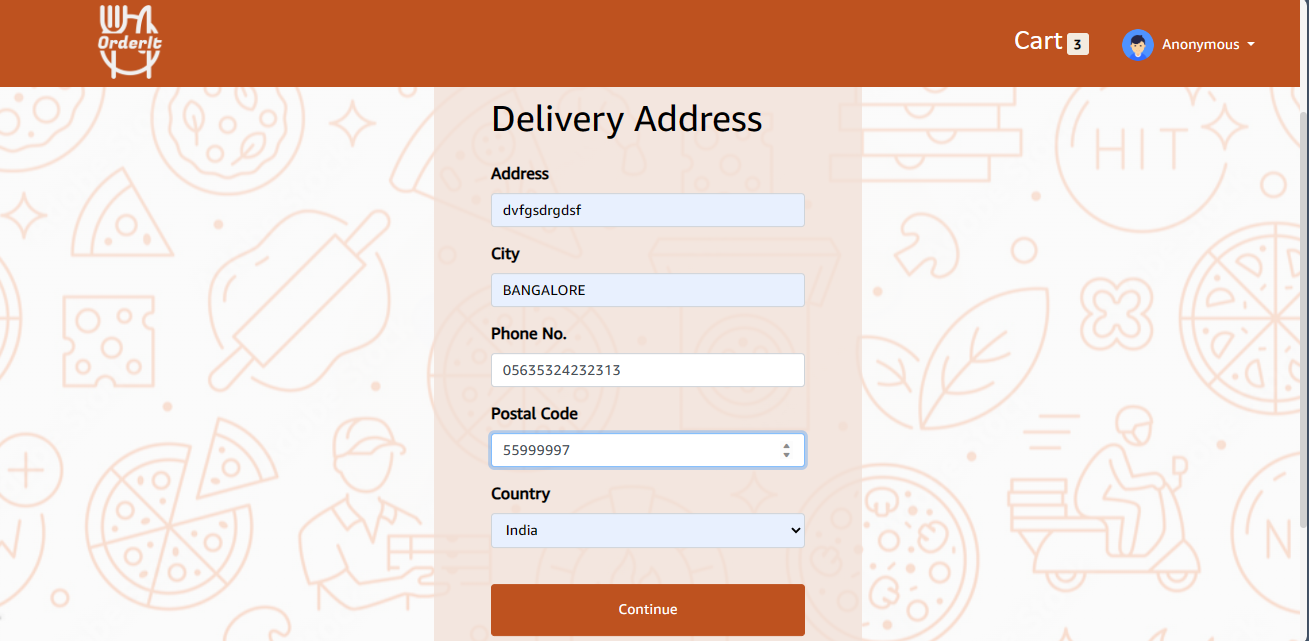 OrderIt
Cart 3
Anonymous
Delivery Address
HIT
Address
dvfgsdrgdsf
City
BANGALORE
Phone No.
05635324232313
Postal Code
55999997
Country
India
N
Continue